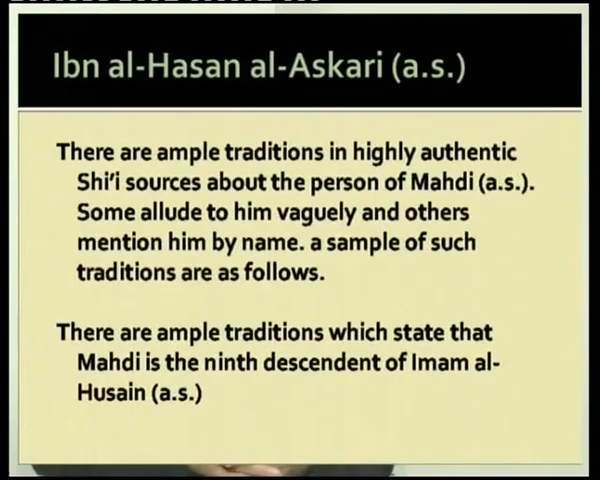 Ibn al-Hasan al-Askari (a.s.)
There are ample traditions in highly authentic
Shi'i sources about the person of Mahdi (a.s.).
Some allude to him vaguely and others
mention him by name. a sample of such
traditions are as follows.
There are ample traditions which state that
Mahdi is the ninth descendent of Imam al-
Husain (a.s.)